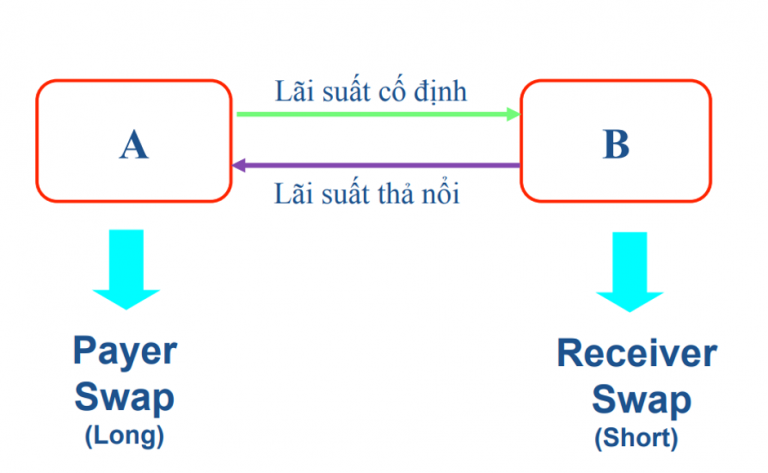 Lãi suất cố định
A
B
Lãi suất thả nổi
Payer
Swap
(Long)
Receiver
Swap
(Short)